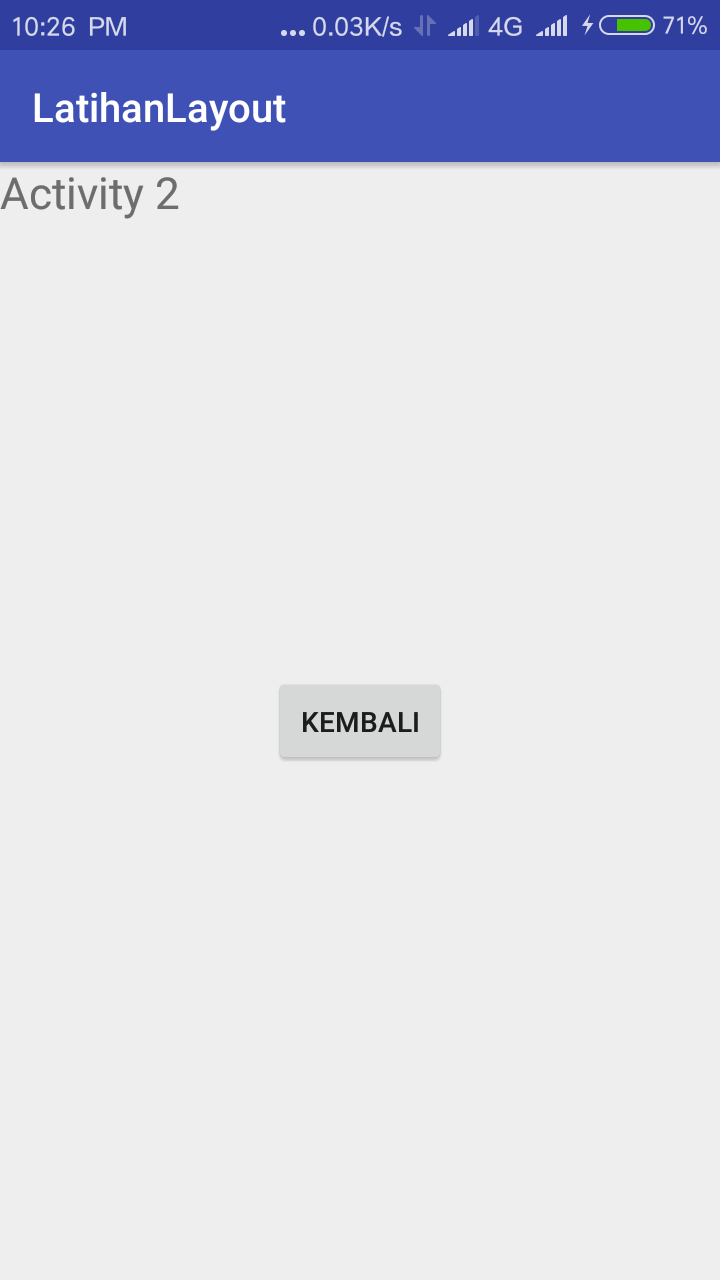 10:26 PM ... 0.03K/s 4G 71%
LatihanLayout
Activity 2
KEMBALI